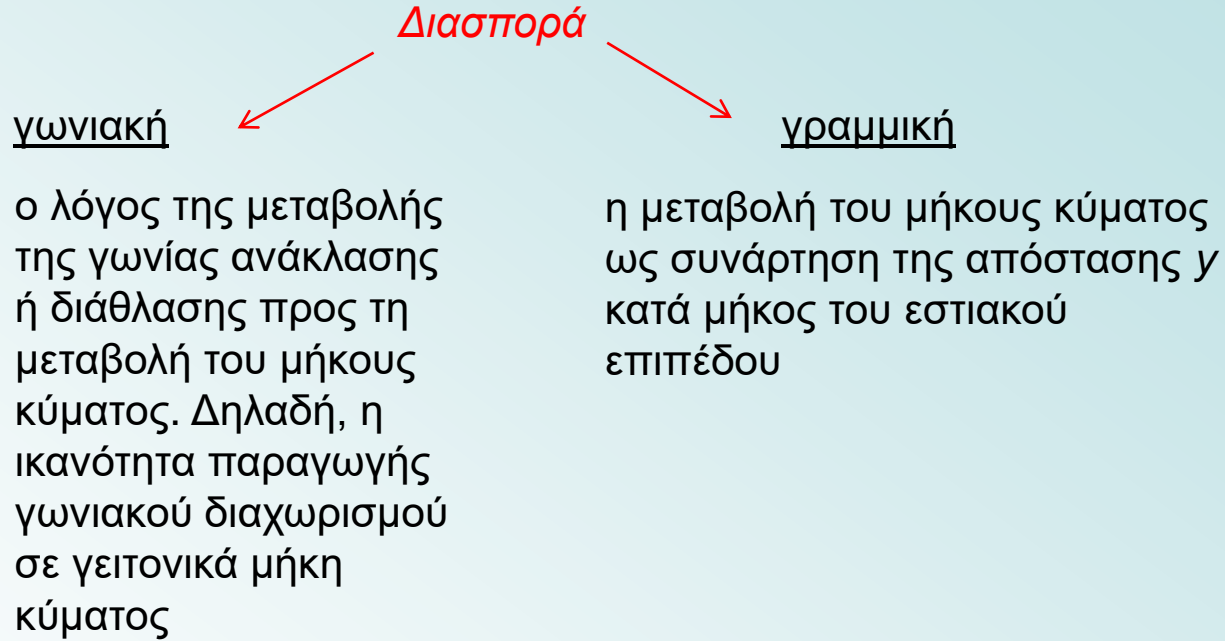 Διασπορά
γωνιακή
ο λόγος της μεταβολής
της γωνίας ανάκλασης
ή διάθλασης προς τη
μεταβολή του μήκους
κύματος. Δηλαδή, η
ικανότητα παραγωγής
γωνιακού διαχωρισμού
σε γειτονικά μήκη
κύματος
γραμμική
η μεταβολή του μήκους κύματος
ως συνάρτηση της απόστασης y
κατά μήκος του εστιακού
επιπέδου